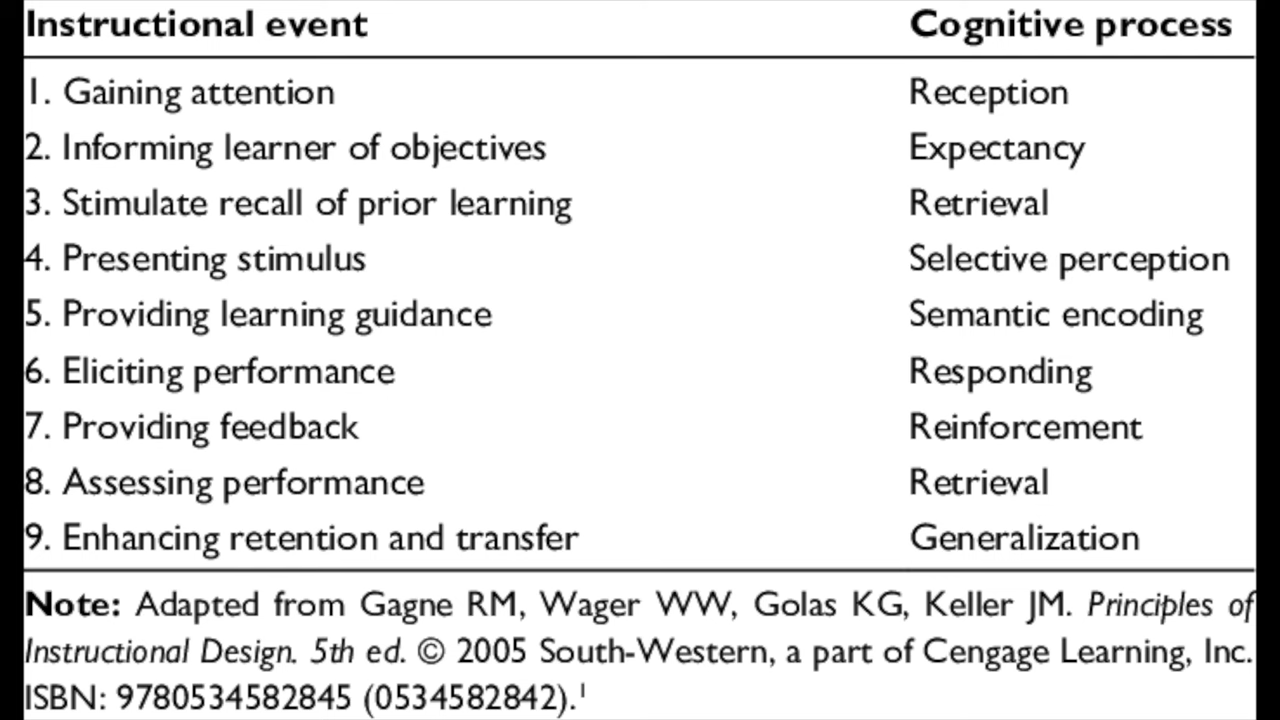 Instructional event Cognitive process
1. Gaining attention Reception
2. Informing learner of objectives Expectancy
3. Stimulate recall of prior learning Retrieval
4. Presenting stimulus Selective perception
5. Providing learning guidance Semantic encoding
6. Eliciting performance Responding
7. Providing feedback Reinforcement
8. Assessing performance Retrieval
9. Enhancing retention and transfer Generalization
Note: Adapted from Gagne RM, Wager WW, Golas KG, Keller JM. Principles of
Instructional Design. 5th ed. © 2005 South-Western, a part of Cengage Learning, Inc.
ISBN: 9780534582845 (0534582842).¹